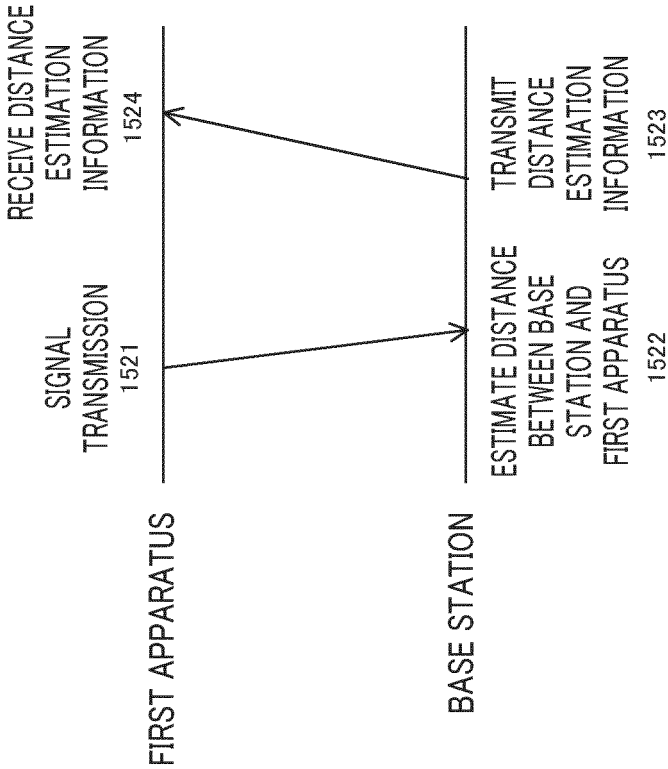 FIRST APPARATUS
SIGNAL
TRANSMISSION
1521
RECEIVE DISTANCE
ESTIMATION
INFORMATION
1524
BASE STATION
ESTIMATE DISTANCE
BETWEEN BASE
STATION AND
FIRST APPARATUS
1522
TRANSMIT
DISTANCE
ESTIMATION
INFORMATION
1523